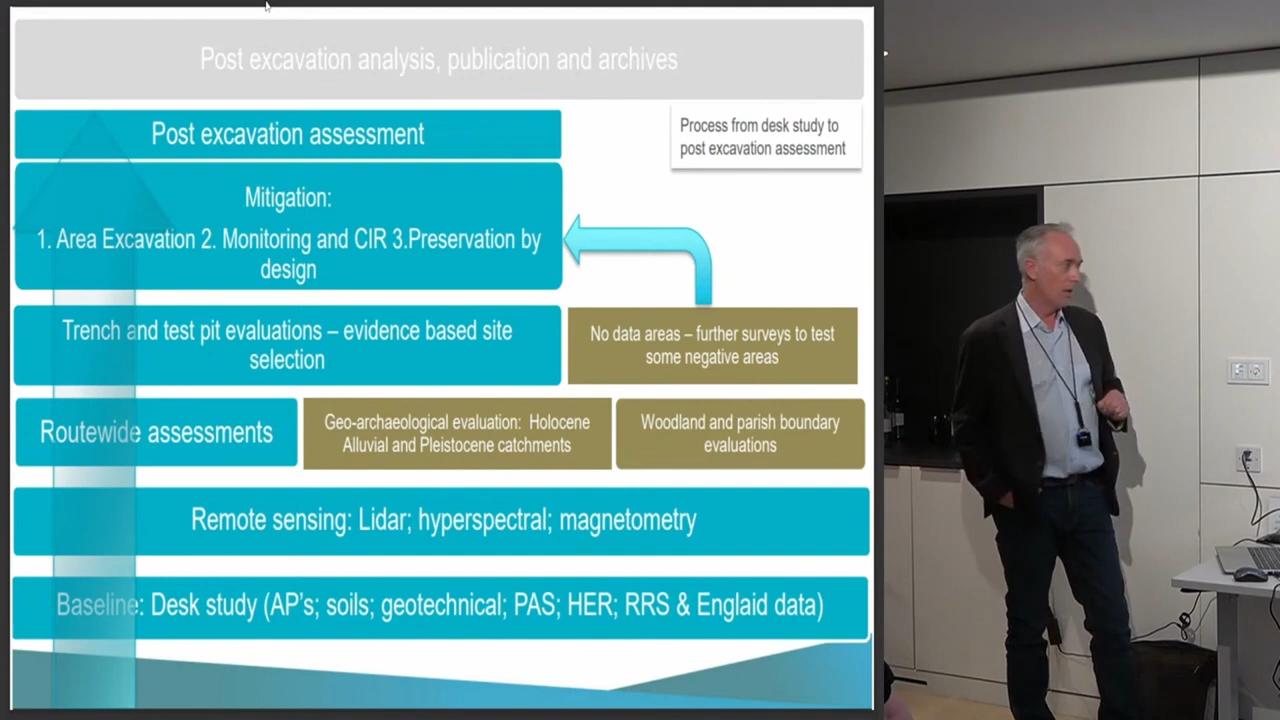 Post excavation analysis, publication and archives
Post excavation assessment
Process from desk study to
post excavation assessment
Mitigation:
1. Area Excavation 2. Monitoring and CIR 3.Preservation by
design
Trench and test pit evaluations – evidence based site
selection
No data areas – further surveys to test
some negative areas
Routewide assessments
Geo-archaeological evaluation: Holocene
Alluvial and Pleistocene catchments
Woodland and parish boundary
evaluations
Remote sensing: Lidar; hyperspectral; magnetometry
Baseline: Desk study (AP's; soils; geotechnical; PAS; HER; RRS & Englaid data)